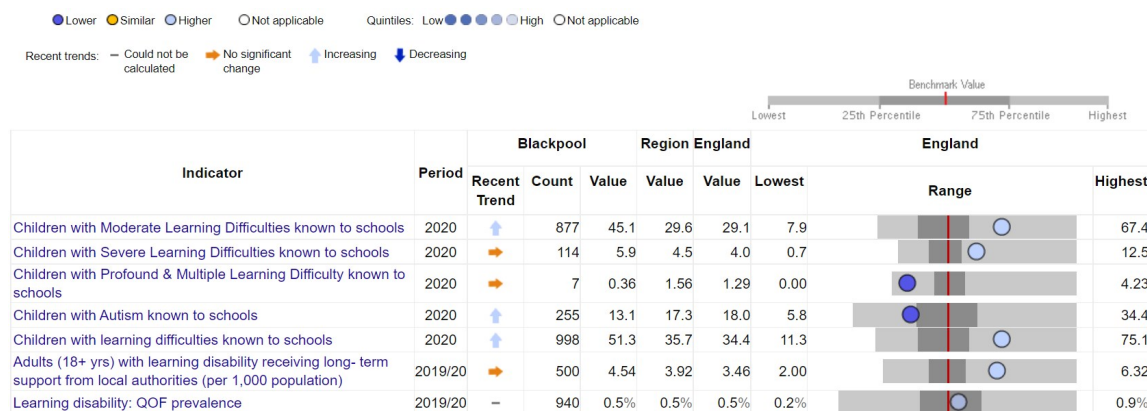 Lower Similar Higher Not applicable Quintiles: Low High Not applicable
Recent trends: – Could not be calculated No significant change Increasing Decreasing
Benchmark Value
Lowest 25th Percentile 75th Percentile Highest
Indicator Period Blackpool Region England England
Recent Trend Count Value Value Value Lowest Range Highest
Children with Moderate Learning Difficulties known to schools 2020 877 45.1 29.6 29.1 7.9 67.4
Children with Severe Learning Difficulties known to schools 2020 114 5.9 4.5 4.0 0.7 12.5
Children with Profound & Multiple Learning Difficulty known to schools 2020 7 0.36 1.56 1.29 0.00 4.23
Children with Autism known to schools 2020 255 13.1 17.3 18.0 5.8 34.4
Children with learning difficulties known to schools 2020 998 51.3 35.7 34.4 11.3 75.1
Adults (18+ yrs) with learning disability receiving long- term support from local authorities (per 1,000 population) 2019/20 500 4.54 3.92 3.46 2.00 6.32
Learning disability: QOF prevalence 2019/20 – 940 0.5% 0.5% 0.5% 0.2% 0.9%